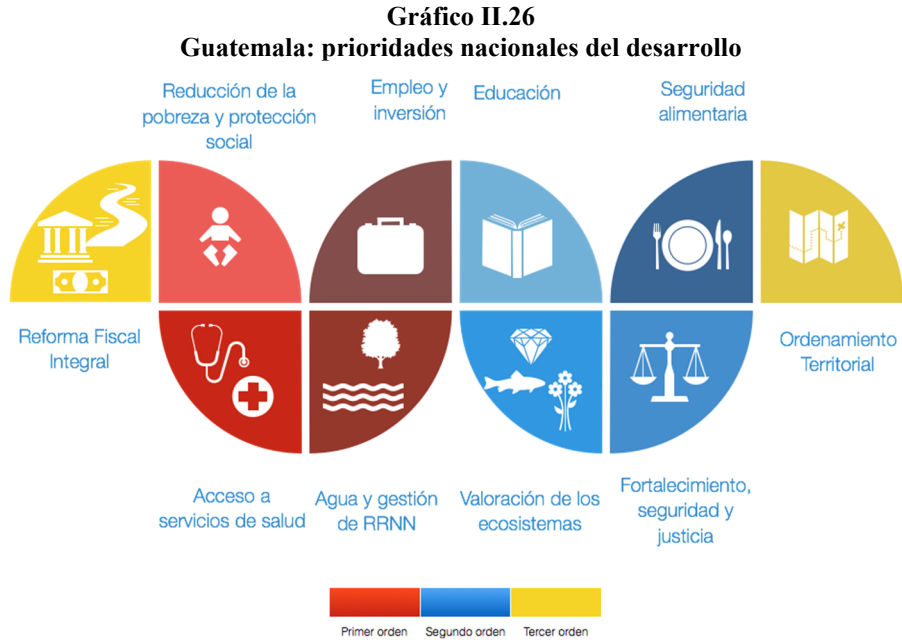 Gráfico II.26
Guatemala: prioridades nacionales del desarrollo
Reducción de la
pobreza y protección
social
Empleo y
inversión
Educación
Seguridad
alimentaria
Reforma Fiscal
Integral
Ordenamiento
Territorial
Acceso a
servicios de salud
Agua y gestión
de RRNN
Valoración de los
ecosistemas
Fortalecimiento,
seguridad y
justicia
Primer orden
Segundo orden
Tercer orden